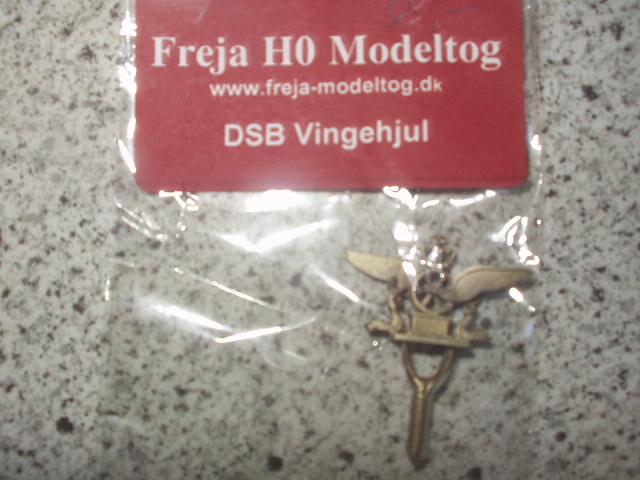 Freja H0 Modeltog
www.freja-modeltog.dk
DSB Vingehjul